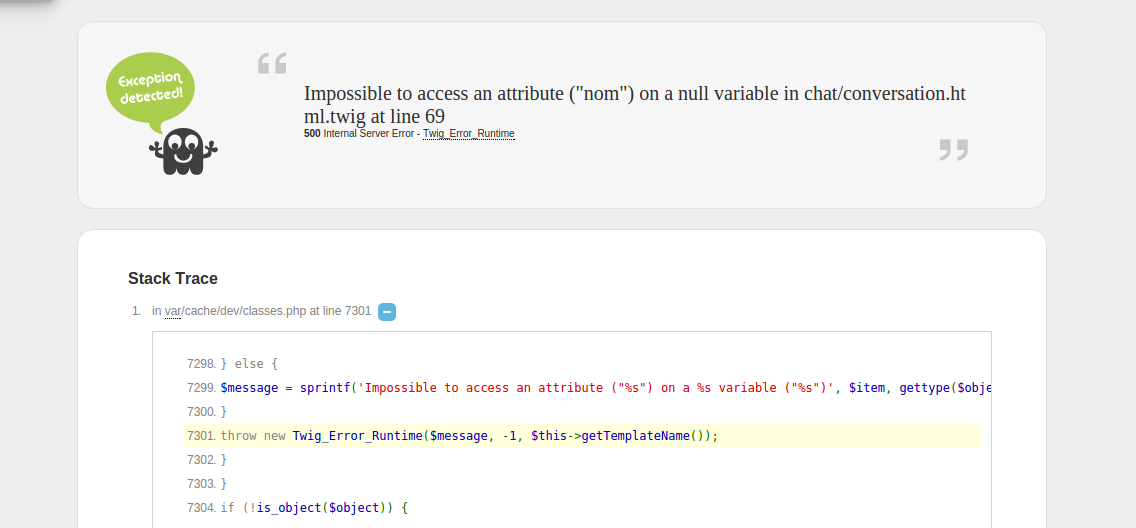 Exception
detected!
“
Impossible to access an attribute ("nom") on a null variable in chat/conversation.ht
ml.twig at line 69
500 Internal Server Error - Twig_Error_Runtime
”
Stack Trace
1. in var/cache/dev/classes.php at line 7301
7298. } else {
7299. $message = sprintf('Impossible to access an attribute ("%s") on a %s variable ("%s")', $item, gettype($obje
7300. }
7301. throw new Twig_Error_Runtime($message, -1, $this->getTemplateName());
7302. }
7303. }
7304. if (!is_object($object)) {